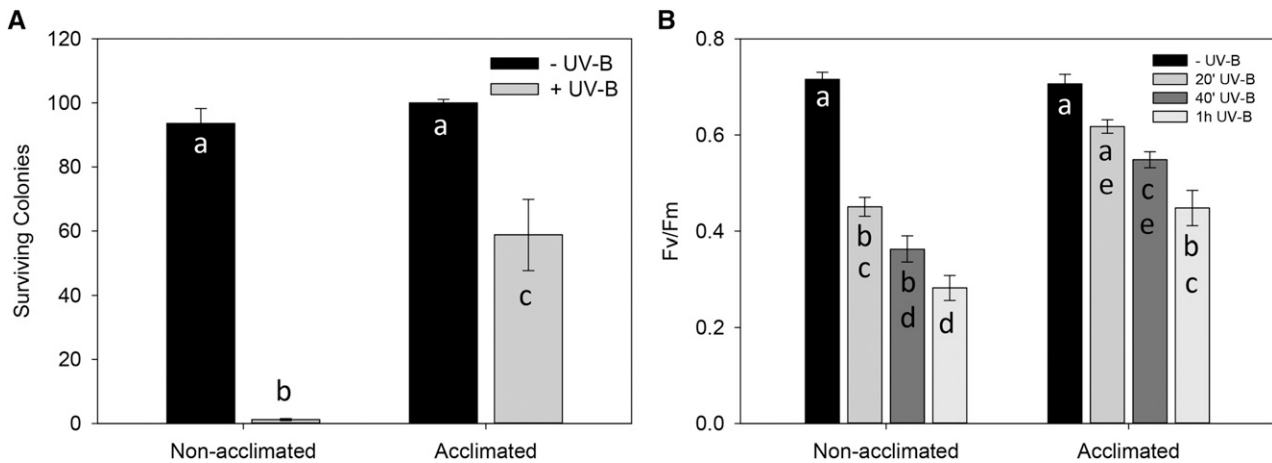 A
120
100
80
60
40
20
0
Surviving Colonies
- UV-B
+ UV-B
a
b
a
c
Non-acclimated
Acclimated
B
0.8
0.6
0.4
0.2
0.0
Fv/Fm
- UV-B
20' UV-B
40' UV-B
1h UV-B
a
b
c
b
d
d
a
a
e
c
e
b
c
Non-acclimated
Acclimated